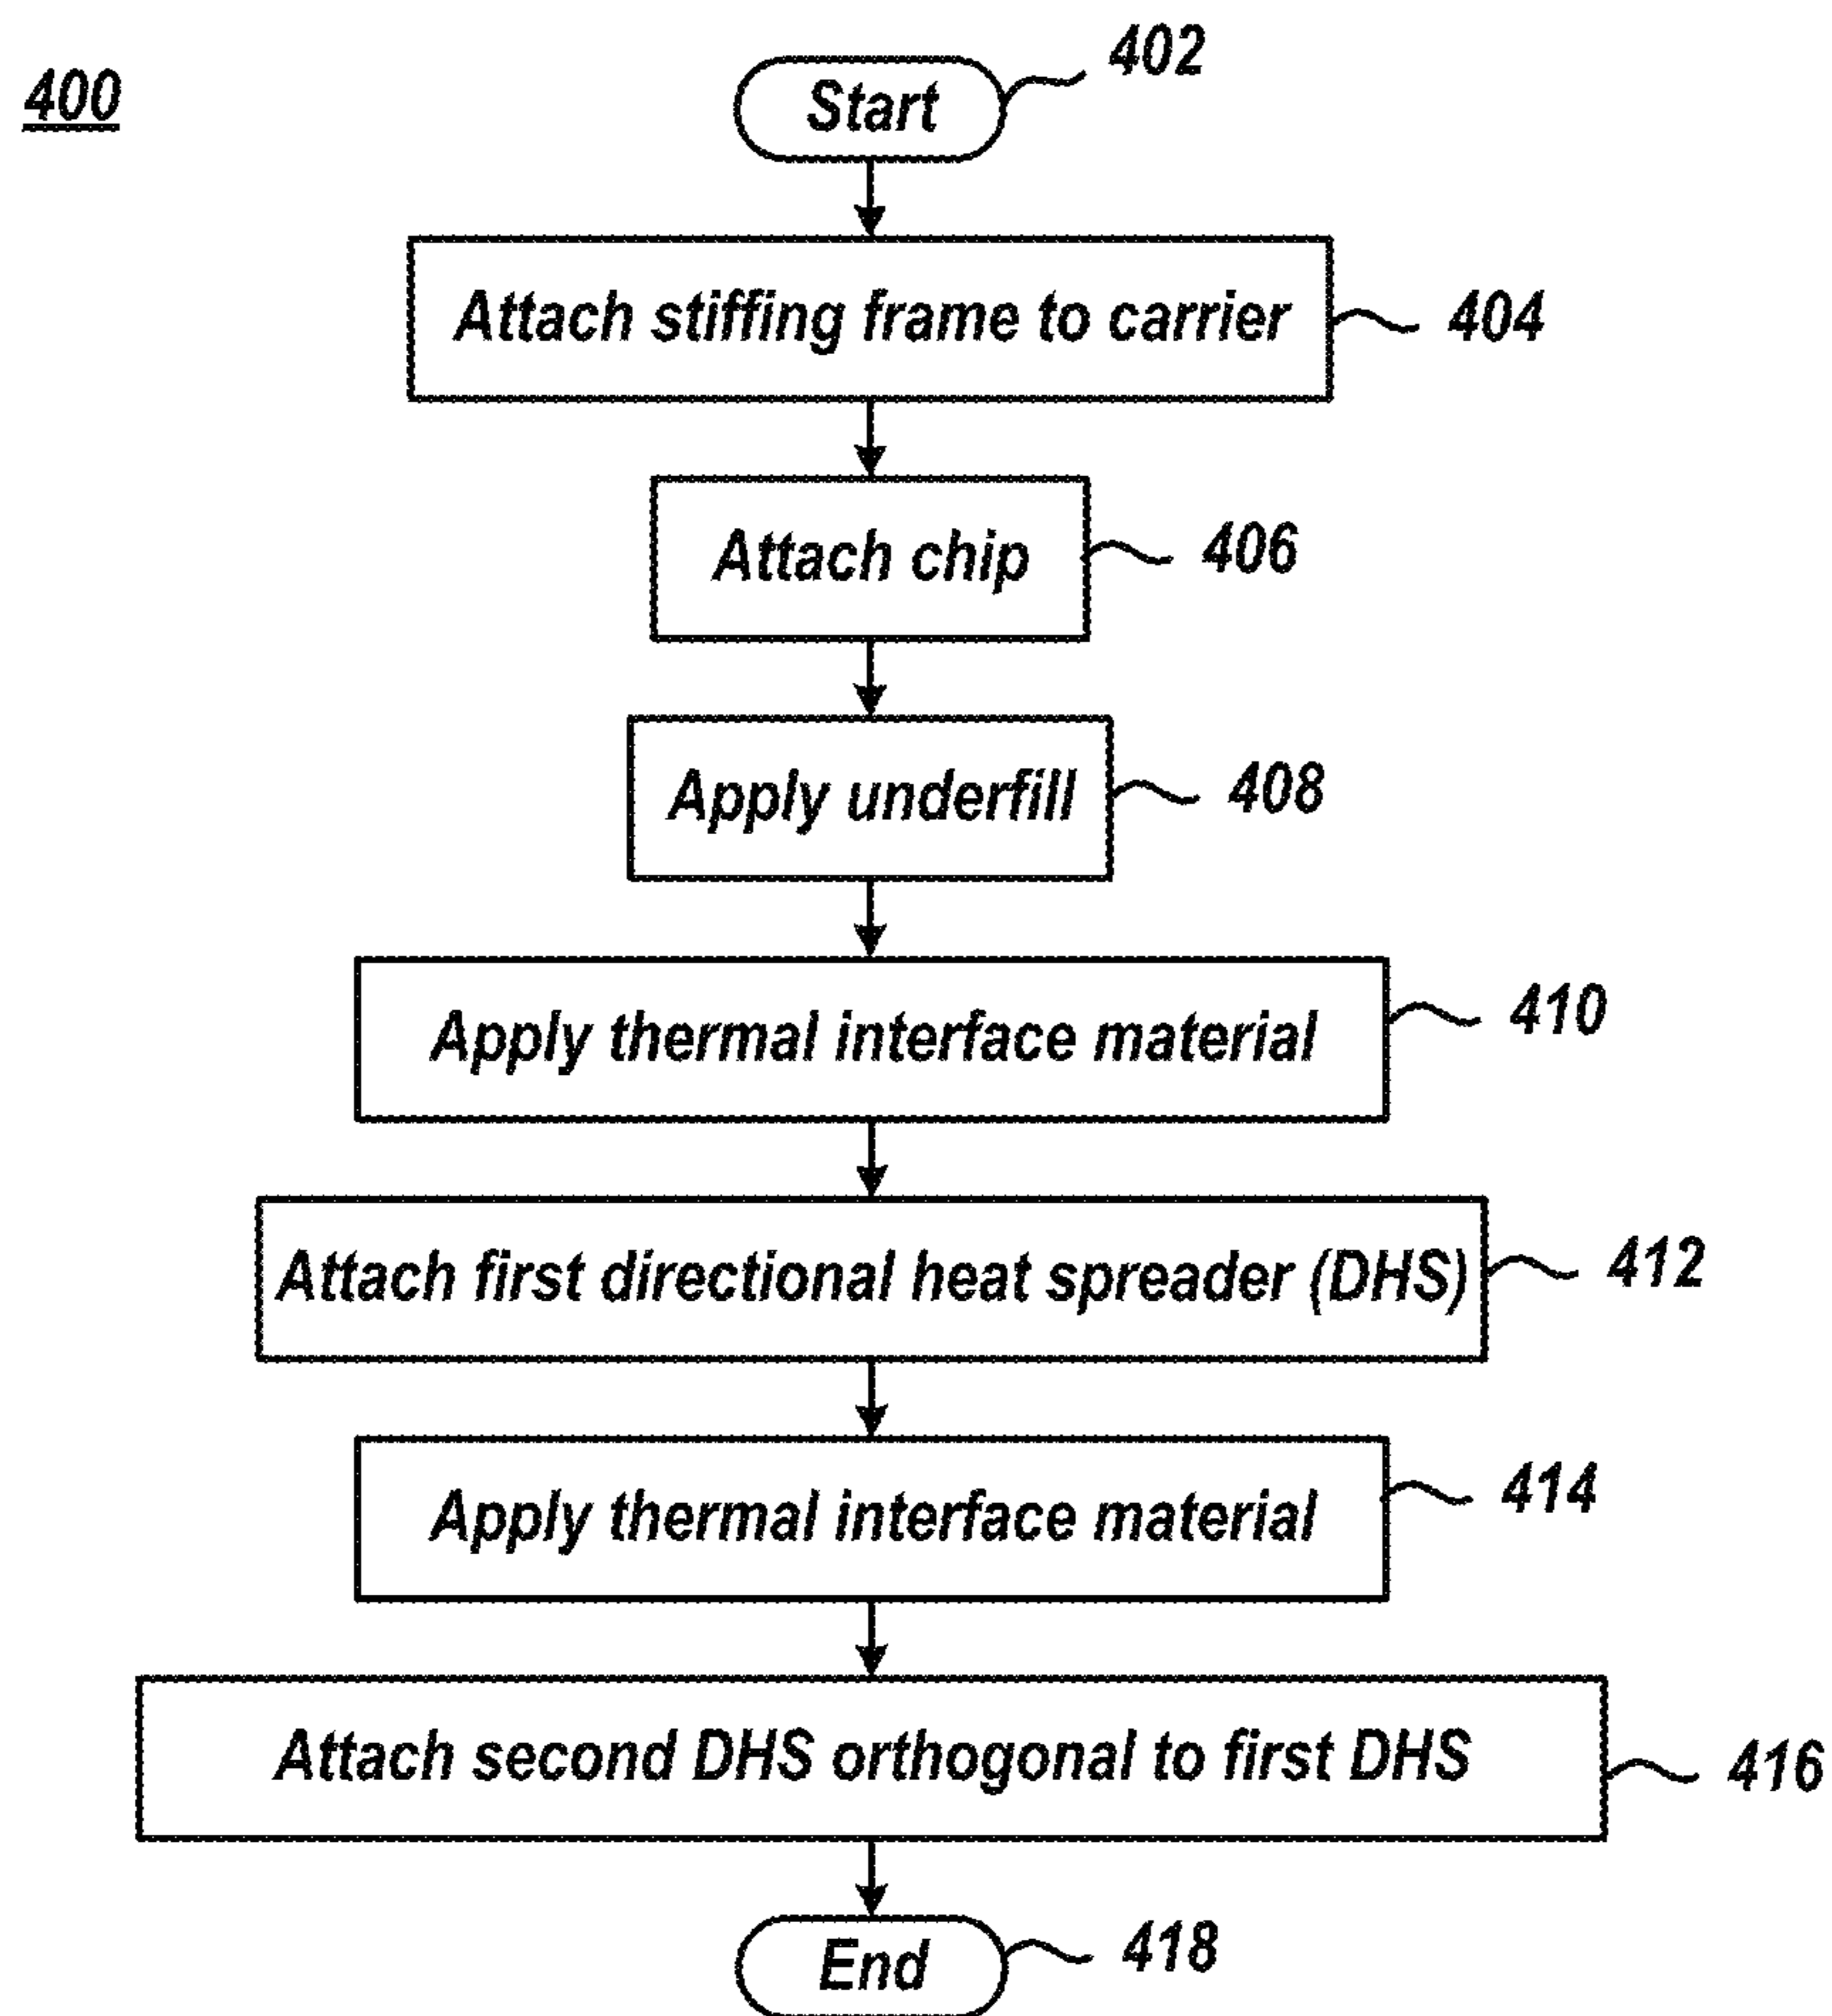 400
Start
402
Attach stiffing frame to carrier
404
Attach chip
406
Apply underfill
408
Apply thermal interface material
410
Attach first directional heat spreader (DHS)
412
Apply thermal interface material
414
Attach second DHS orthogonal to first DHS
416
End
418